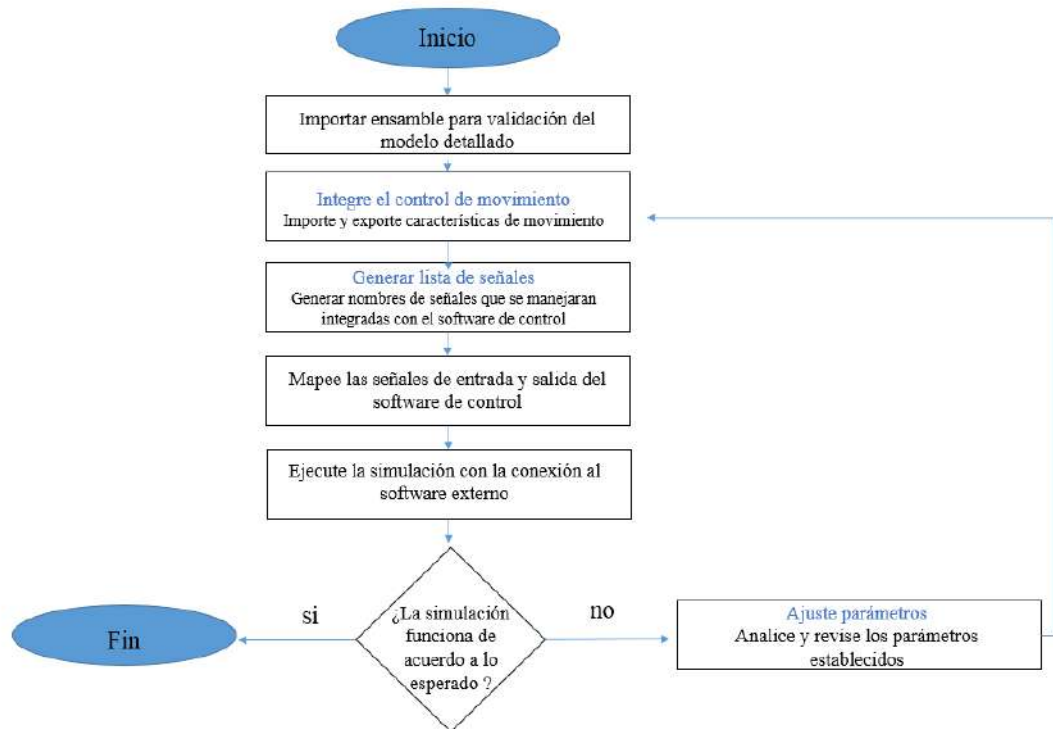 Inicio
Importar ensamble para validación del
modelo detallado
Integre el control de movimiento
Importe y exporte características de movimiento
Generar lista de señales
Generar nombres de señales que se manejaran
integradas con el software de control
Mapee las señales de entrada y salida del
software de control
Ejecute la simulación con la conexión al
software externo
¿La simulación
funciona de
acuerdo a lo
esperado ?
si
Fin
no
Ajuste parámetros
Analice y revise los parámetros
establecidos